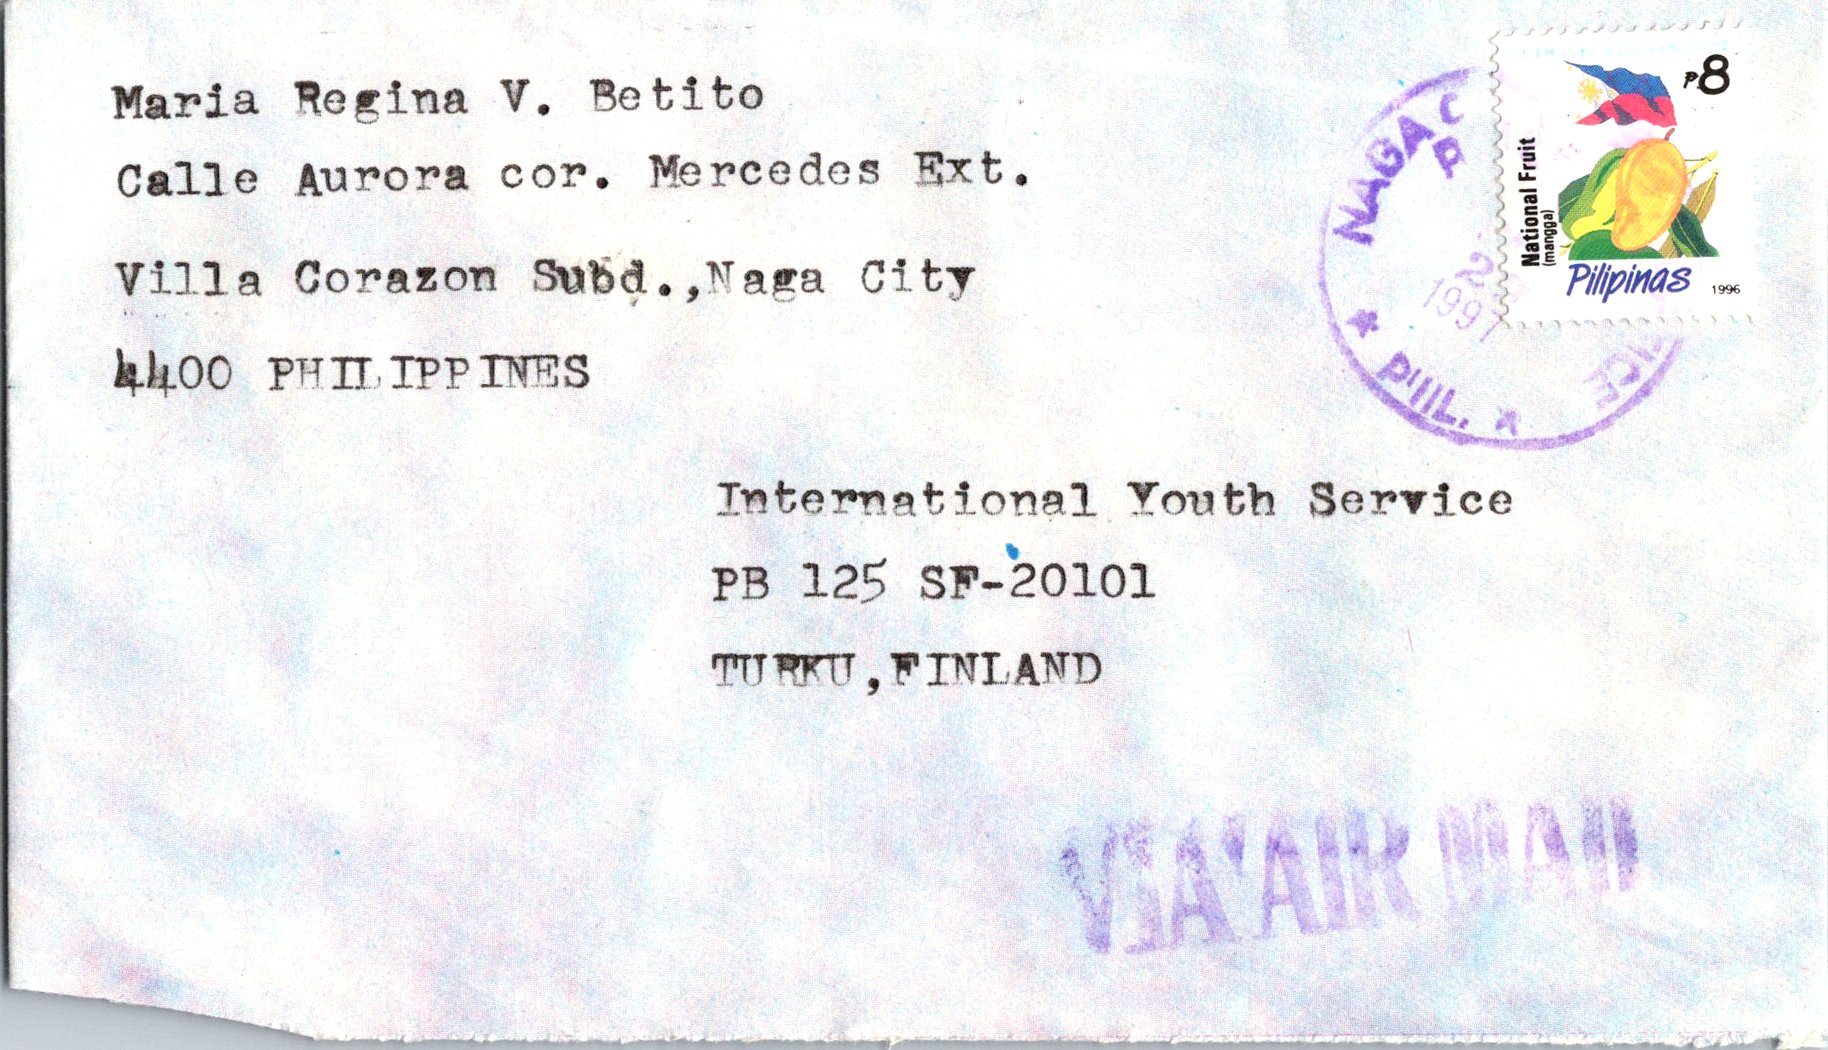 Maria Regina V. Betito
Calle Aurora cor. Mercedes Ext.
Villa Corazon Subd.,Naga City
4400 PHILIPPINES
₱8
National Fruit
(mangga)
Pilipinas 1996
NAGA
1997
PHIL.
International Youth Service
PB 125 SF-20101
TURKU,FINLAND
VIA AIR MAIL